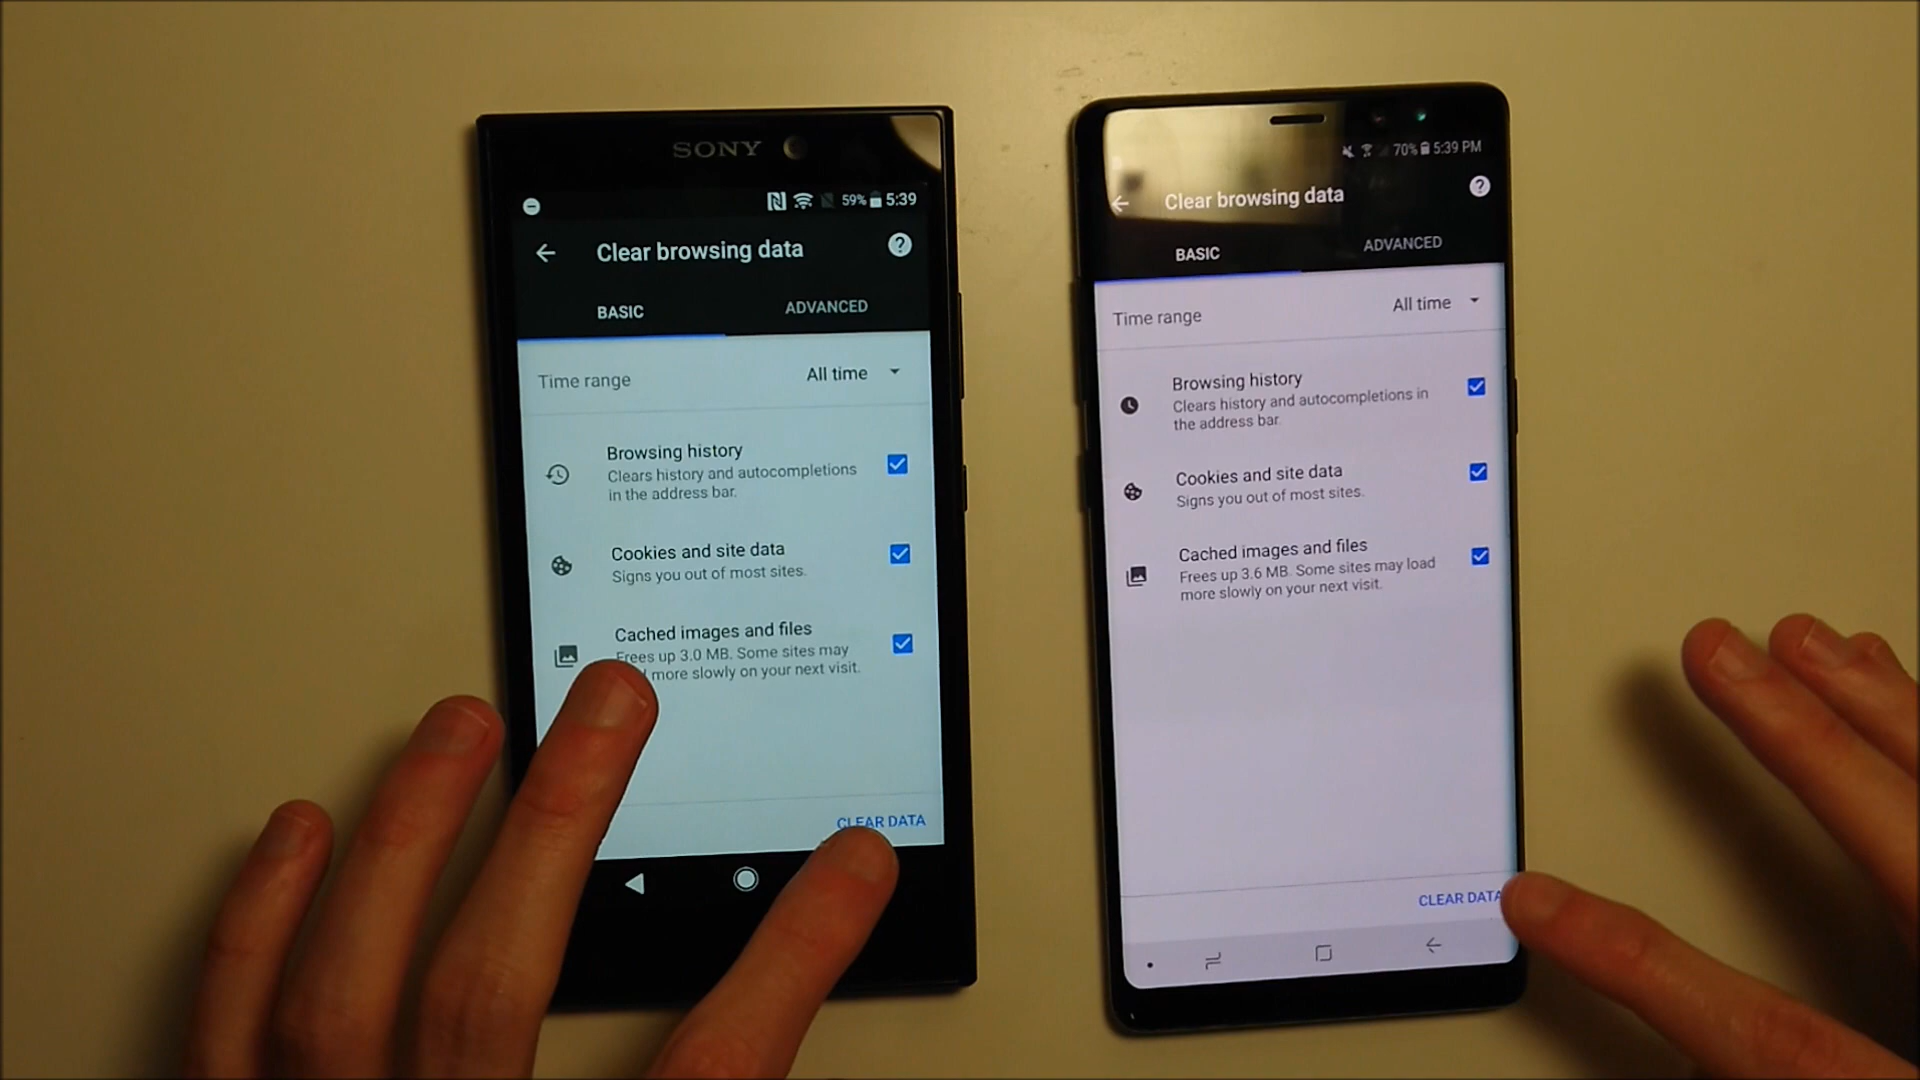 SONY
59% 5:39
Clear browsing data
BASIC ADVANCED
Time range All time
Browsing history
Clears history and autocompletions
in the address bar.
Cookies and site data
Signs you out of most sites.
Cached images and files
Frees up 3.0 MB. Some sites may
more slowly on your next visit.
CLEAR DATA
70% 5:39 PM
Clear browsing data
BASIC ADVANCED
Time range All time
Browsing history
Clears history and autocompletions in
the address bar.
Cookies and site data
Signs you out of most sites.
Cached images and files
Frees up 3.6 MB. Some sites may load
more slowly on your next visit.
CLEAR DATA